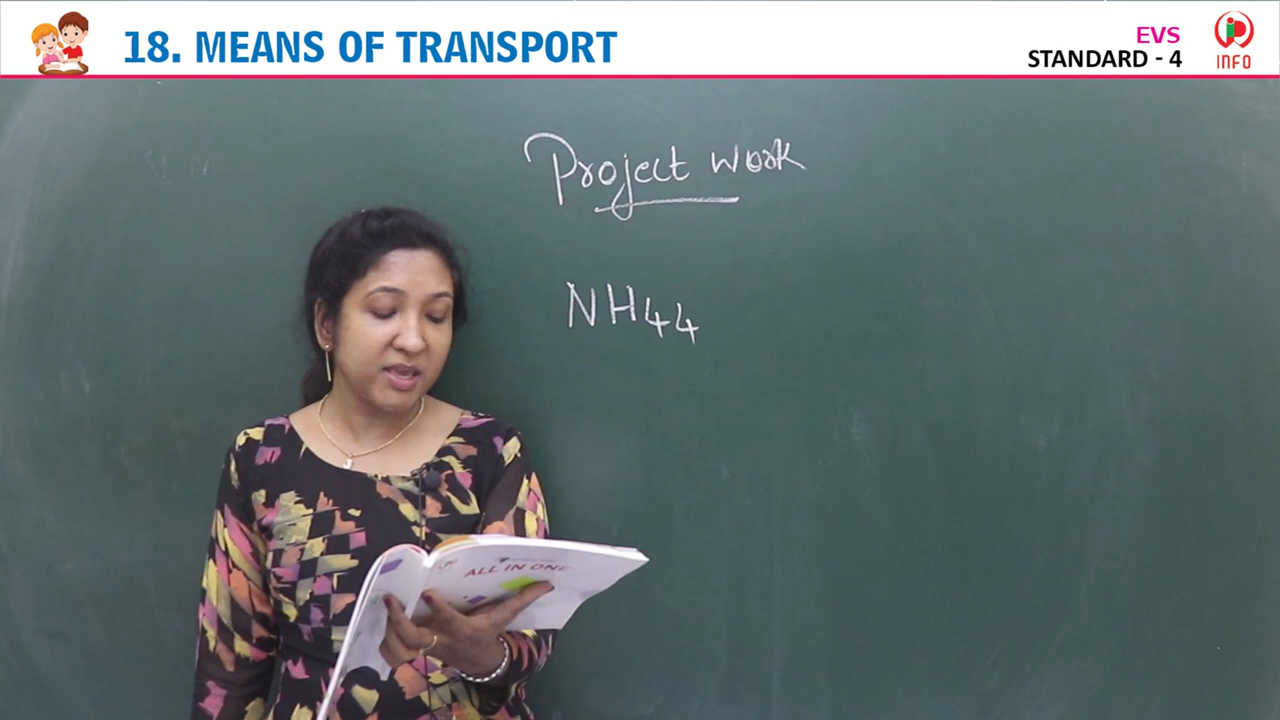 18. MEANS OF TRANSPORT
EVS
STANDARD - 4
INFO
Project work
NH44
ALL IN ONE